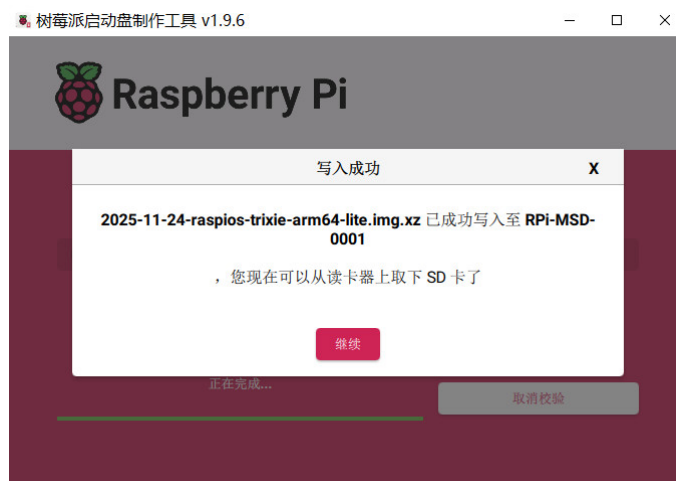 树莓派启动盘制作工具 v1.9.6
Raspberry Pi
写入成功
X
2025-11-24-raspios-trixie-arm64-lite.img.xz 已成功写入至 RPi-MSD-
0001
，您现在可以从读卡器上取下 SD 卡了
继续
正在完成...
取消校验